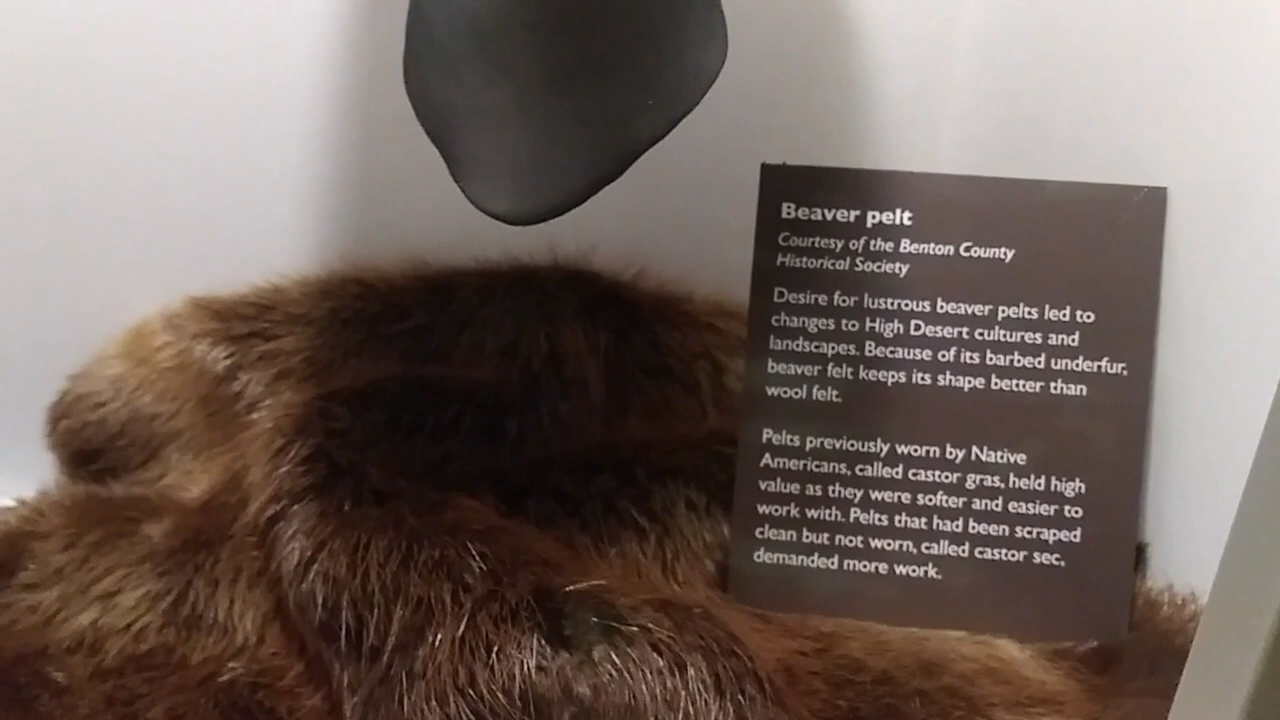 Beaver pelt
Courtesy of the Benton County
Historical Society
Desire for lustrous beaver pelts led to
changes to High Desert cultures and
landscapes. Because of its barbed underfur,
beaver felt keeps its shape better than
wool felt.
Pelts previously worn by Native
Americans, called castor gras, held high
value as they were softer and easier to
work with. Pelts that had been scraped
clean but not worn, called castor sec,
demanded more work.